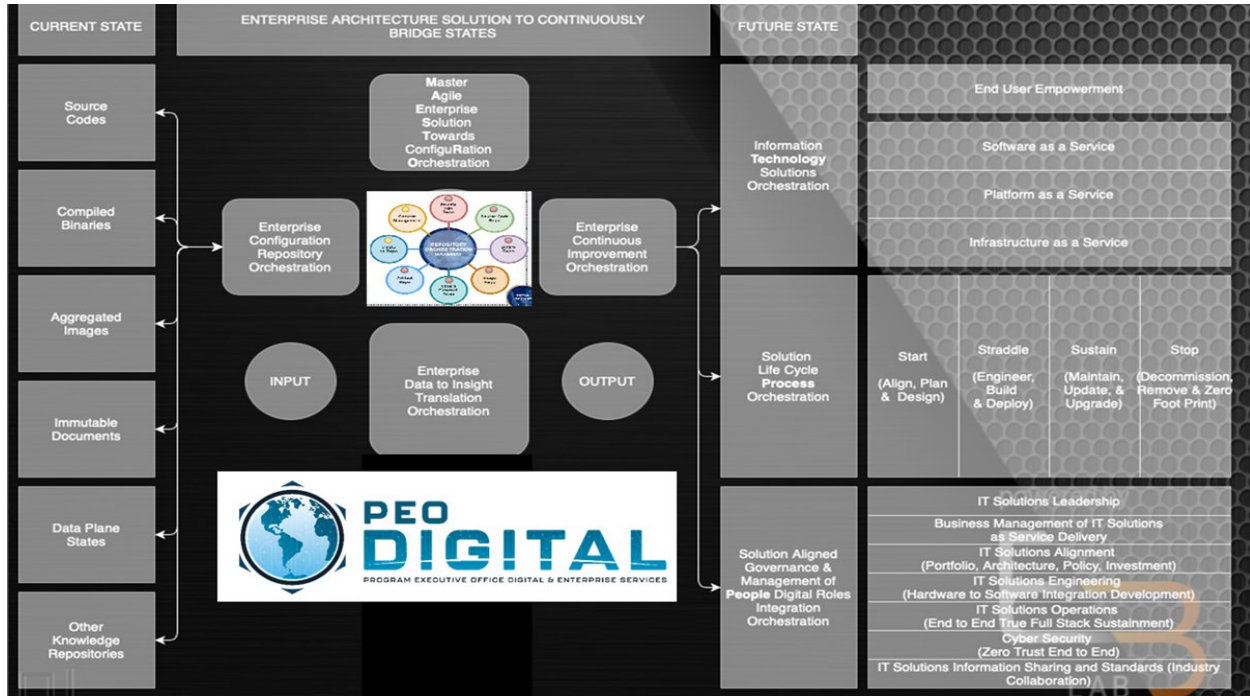 CURRENT STATE
ENTERPRISE ARCHITECTURE SOLUTION TO CONTINUOUSLY
BRIDGE STATES
FUTURE STATE
Source
Codes
Compiled
Binaries
Aggregated
Images
Immutable
Documents
Data Plane
States
Other
Knowledge
Repositories
Master
Agile
Enterprise
Solution
Towards
ConfiguRation
Orchestration
Enterprise
Configuration
Repository
Orchestration
REPOSITORY
ORCHESTRATION
GATEWAY
Enterprise
Continuous
Improvement
Orchestration
INPUT
Enterprise
Data to Insight
Translation
Orchestration
OUTPUT
PEO
DIGITAL
PROGRAM EXECUTIVE OFFICE DIGITAL & ENTERPRISE SERVICES
Information
Technology
Solutions
Orchestration
End User Empowerment
Software as a Service
Platform as a Service
Infrastructure as a Service
Solution
Life Cycle
Process
Orchestration
Start
(Align, Plan
& Design)
Straddle
(Engineer,
Build
& Deploy)
Sustain
(Maintain,
Update, &
Upgrade)
Stop
(Decommission,
Remove & Zero
Foot Print)
Solution Aligned
Governance &
Management of
People Digital Roles
Integration
Orchestration
IT Solutions Leadership
Business Management of IT Solutions
as Service Delivery
IT Solutions Alignment
(Portfolio, Architecture, Policy, Investment)
IT Solutions Engineering
(Hardware to Software Integration Development)
IT Solutions Operations
(End to End True Full Stack Sustainment)
Cyber Security
(Zero Trust End to End)
IT Solutions Information Sharing and Standards (Industry
Collaboration)